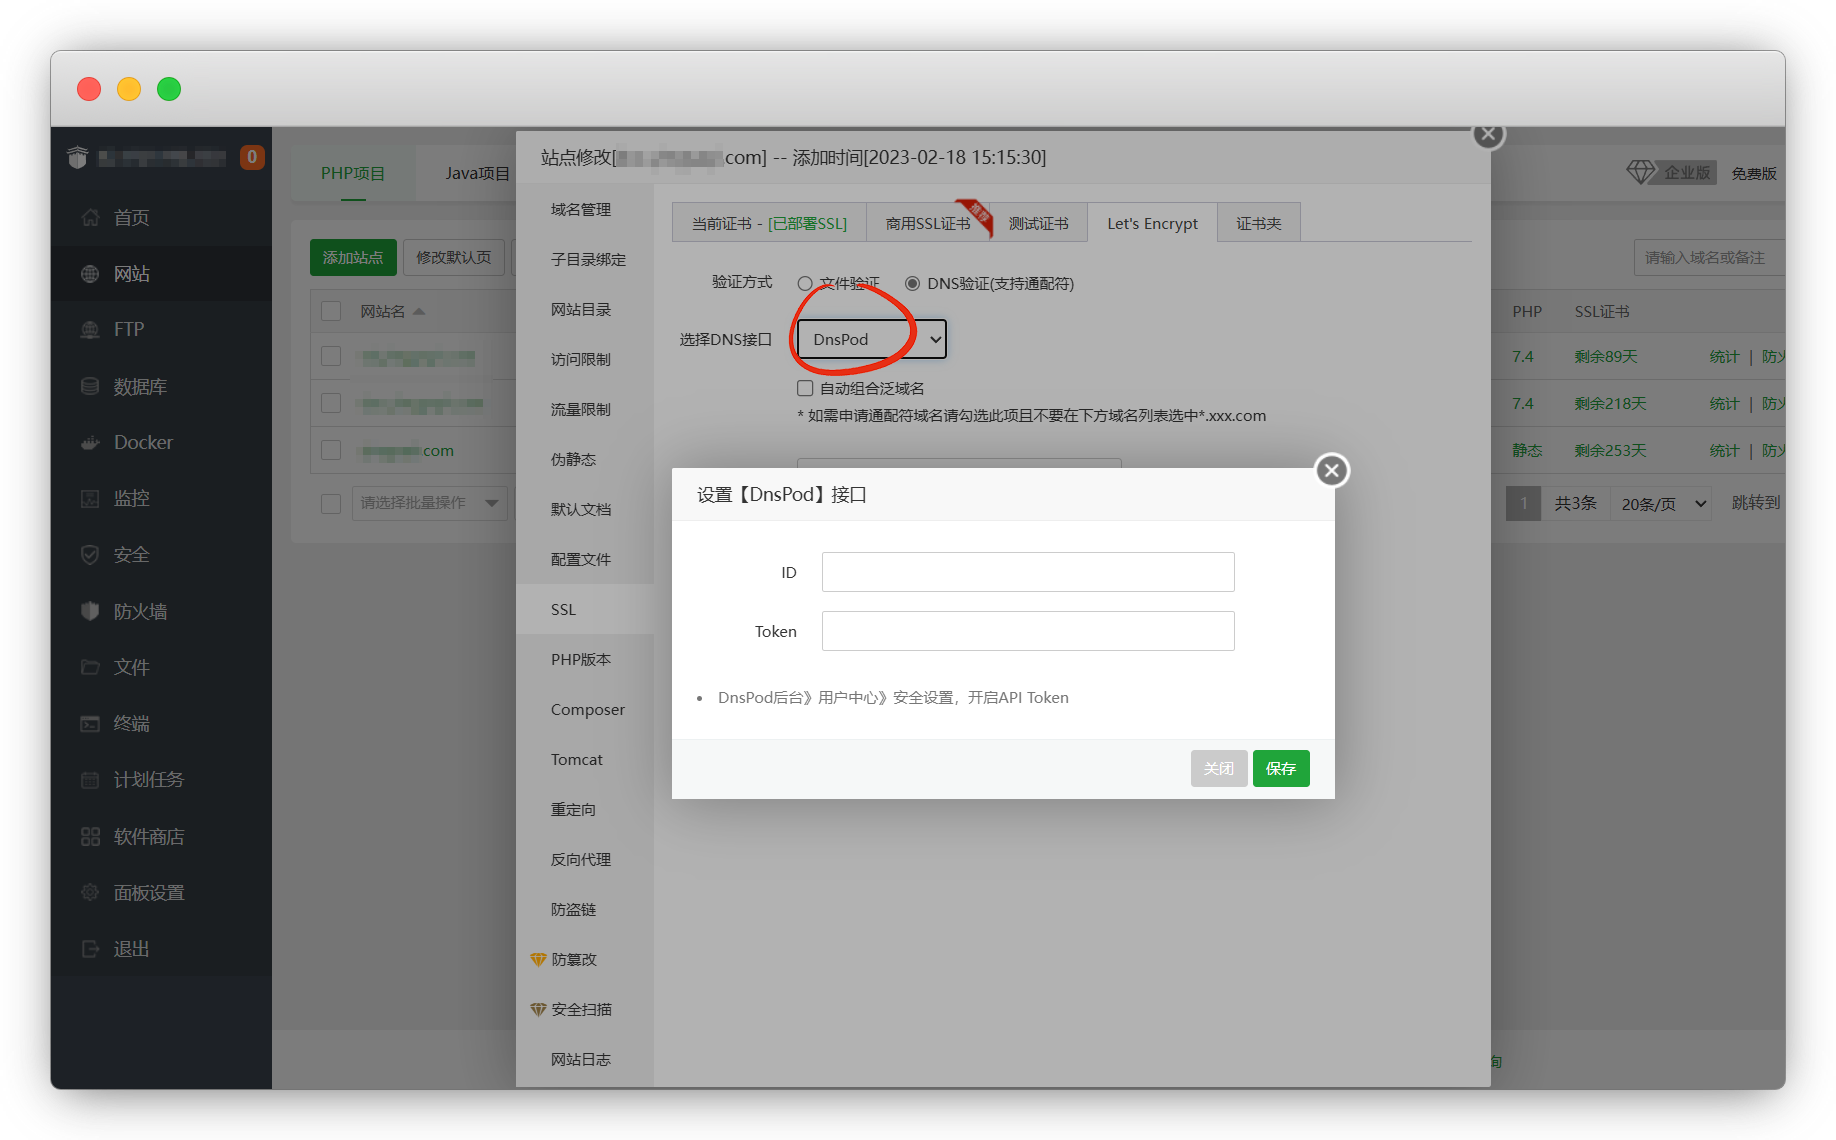 0
首页
网站
FTP
数据库
Docker
监控
安全
防火墙
文件
终端
计划任务
软件商店
面板设置
退出
PHP项目
Java项目
添加站点
修改默认页
网站名
com
请选择批量操作
站点修改[
com] -- 添加时间[2023-02-18 15:15:30]
域名管理
子目录绑定
网站目录
访问限制
流量限制
伪静态
默认文档
配置文件
SSL
PHP版本
Composer
Tomcat
重定向
反向代理
防盗链
防篡改
安全扫描
网站日志
当前证书 - [已部署SSL]
商用SSL证书
推荐
测试证书
Let's Encrypt
证书夹
验证方式
文件验证
DNS验证(支持通配符)
选择DNS接口
DnsPod
自动组合泛域名
* 如需申请通配符域名请勾选此项目不要在下方域名列表选中*.xxx.com
设置【DnsPod】接口
ID
Token
• DnsPod后台》用户中心》安全设置，开启API Token
关闭
保存
企业版
免费版
请输入域名或备注
PHP
SSL证书
7.4
剩余89天
统计 | 防火
7.4
剩余218天
统计 | 防火
静态
剩余253天
统计 | 防火
1
共3条
20条/页
跳转到
询